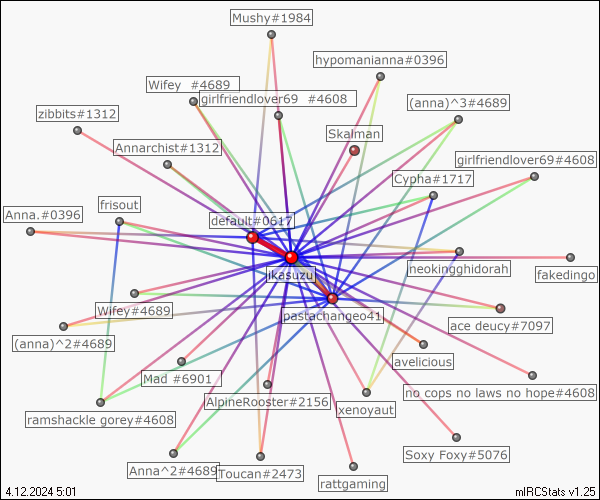 Mushy#1984
hypomanianna#0396
Wifey #4689
girlfriendlover69 #4608
(anna)^3#4689
zibbits#1312
Skalman
Annarchist#1312
girlfriendlover69#4608
Cypha#1717
frisout
Anna.#0396
default#0617
heokingghidorah
jikasuzu
fakedingo
Wifey#4689
pastachangeo41
ace deucy#7097
(anna)^2#4689
avelicious
Mad #6901
no cops no laws no hope#4608
AlpineRooster#2156
xenoyaut
ramshackle gorey#4608
Soxy Foxy#5076
Anna^2#4689
Toucan#2473
rattgaming
4.12.2024 5:01
mIRCStats v1.25